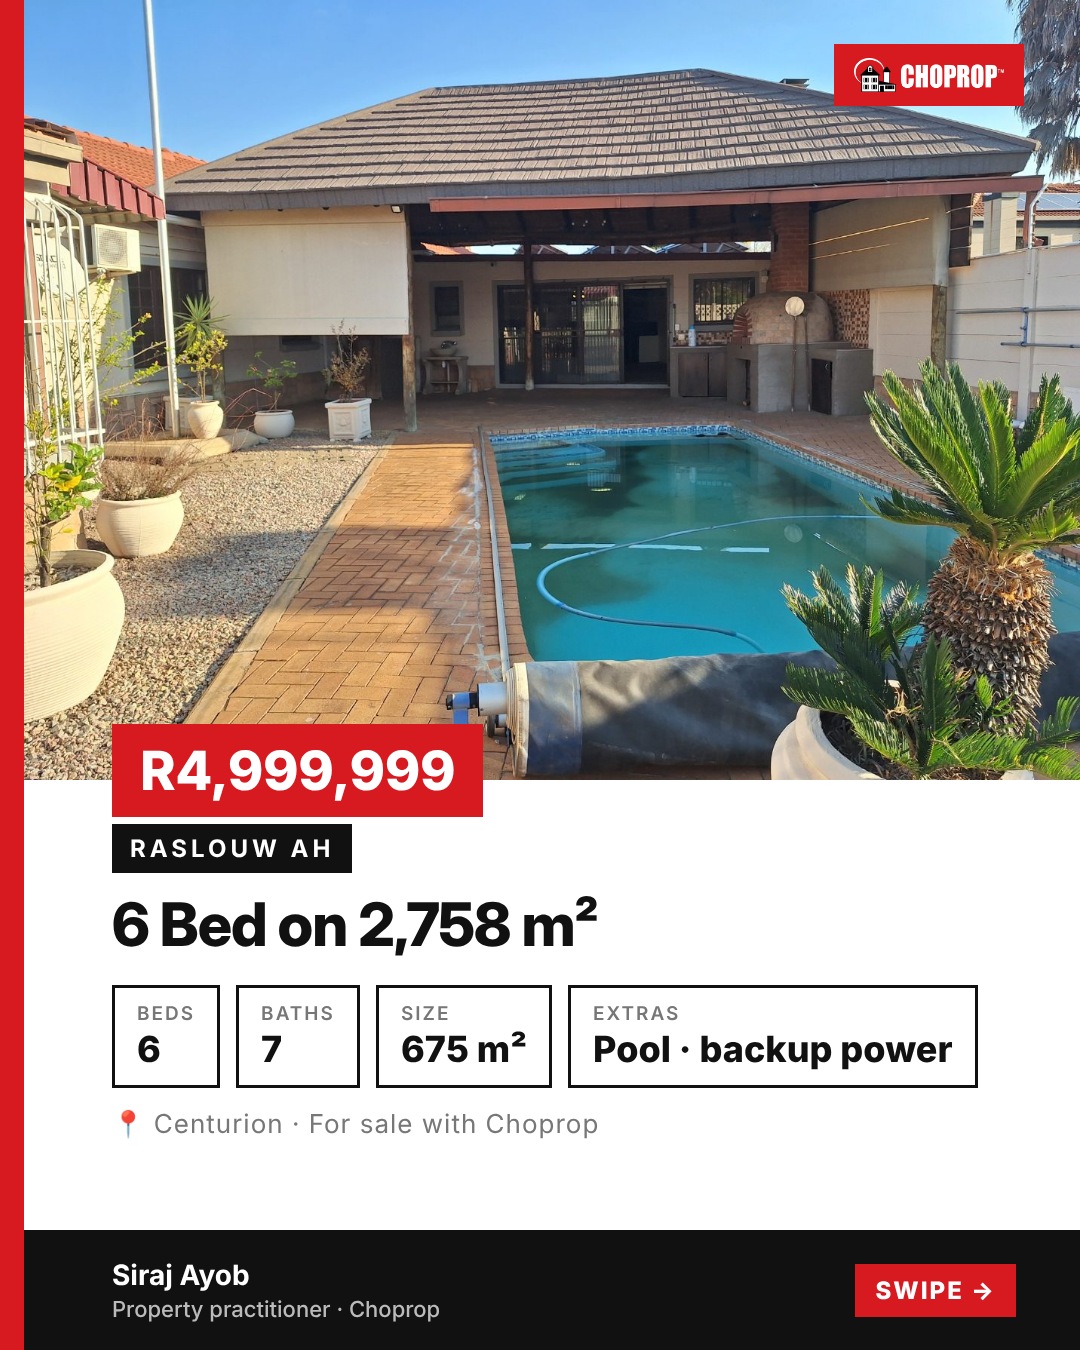 CHOPROP™
R4,999,999
RASLOUW AH
6 Bed on 2,758 m²
BEDS
6
BATHS
7
SIZE
675 m²
EXTRAS
Pool · backup power
📍 Centurion · For sale with Choprop
Siraj Ayob
Property practitioner · Choprop
SWIPE →